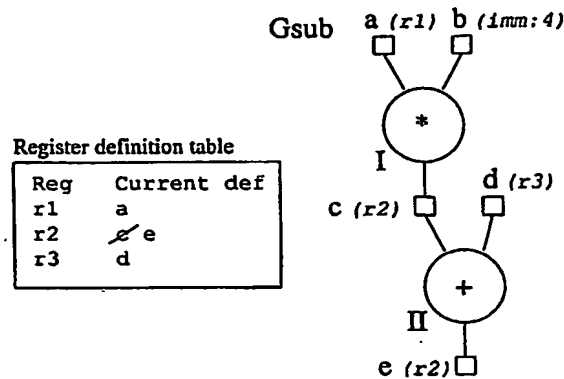 Gsub
a (r1) b (imm:4)
*
I
c (r2)
d (r3)
+
II
e (r2)
Register definition table
Reg Current def
r1 a
r2 c e
r3 d